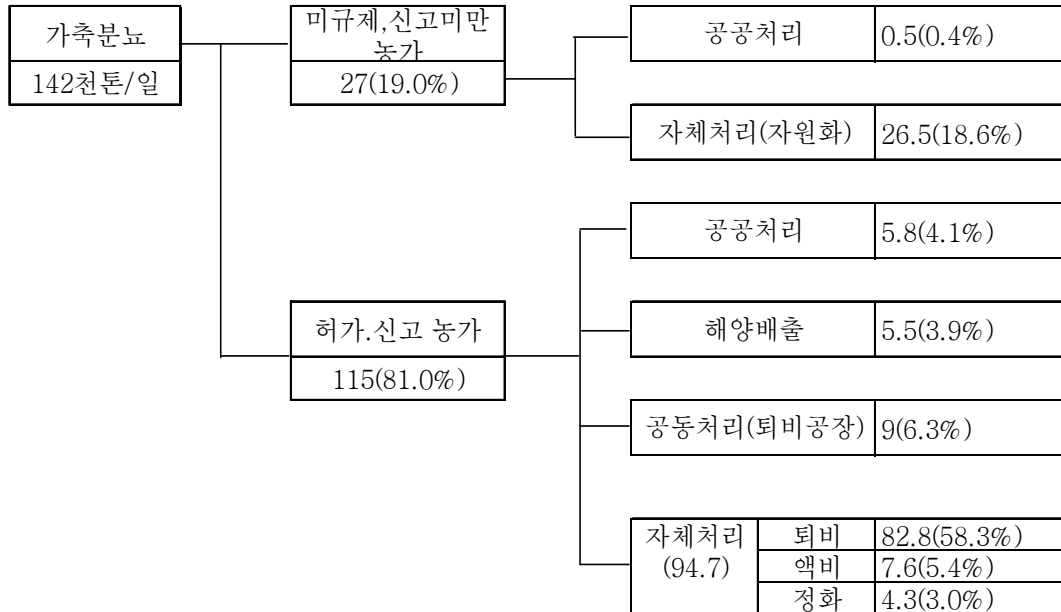 가축분뇨
142천톤/일
미규제,신고미만
농가
27(19.0%)
공공처리 0.5(0.4%)
자체처리(자원화) 26.5(18.6%)
공공처리 5.8(4.1%)
허가.신고 농가
115(81.0%)
해양배출 5.5(3.9%)
공동처리(퇴비공장) 9(6.3%)
자체처리
(94.7)
퇴비 82.8(58.3%)
액비 7.6(5.4%)
정화 4.3(3.0%)